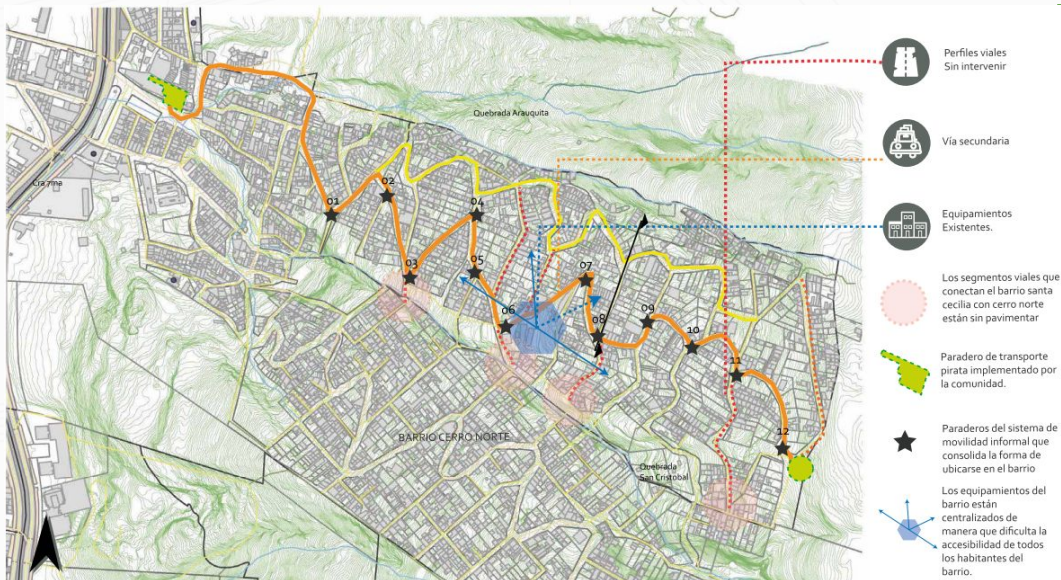 Quebrada Arauquita
Cra 7ma
01
02
03
04
05
06
07
08
09
10
11
12
BARRIO CERRO NORTE
Quebrada
San Cristobal
Perfiles viales
Sin intervenir
Vía secundaria
Equipamientos
Existentes.
Los segmentos viales que
conectan el barrio santa
cecilia con cerro norte
están sin pavimentar
Paradero de transporte
pirata implementado por
la comunidad.
Paraderos del sistema de
movilidad informal que
consolida la forma de
ubicarse en el barrio
Los equipamientos del
barrio están
centralizados de
manera que dificulta la
accesibilidad de todos
los habitantes del
barrio.